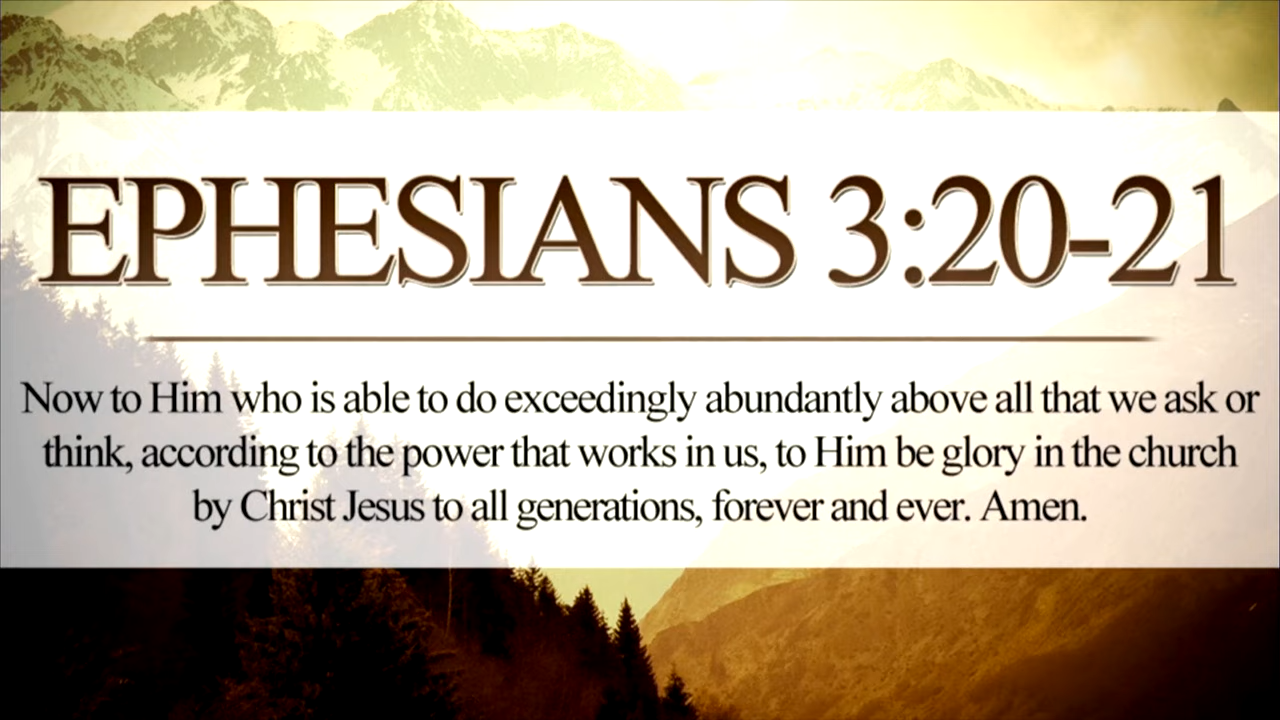 EPHESIANS 3:20-21
Now to Him who is able to do exceedingly abundantly above all that we ask or
think, according to the power that works in us, to Him be glory in the church
by Christ Jesus to all generations, forever and ever. Amen.